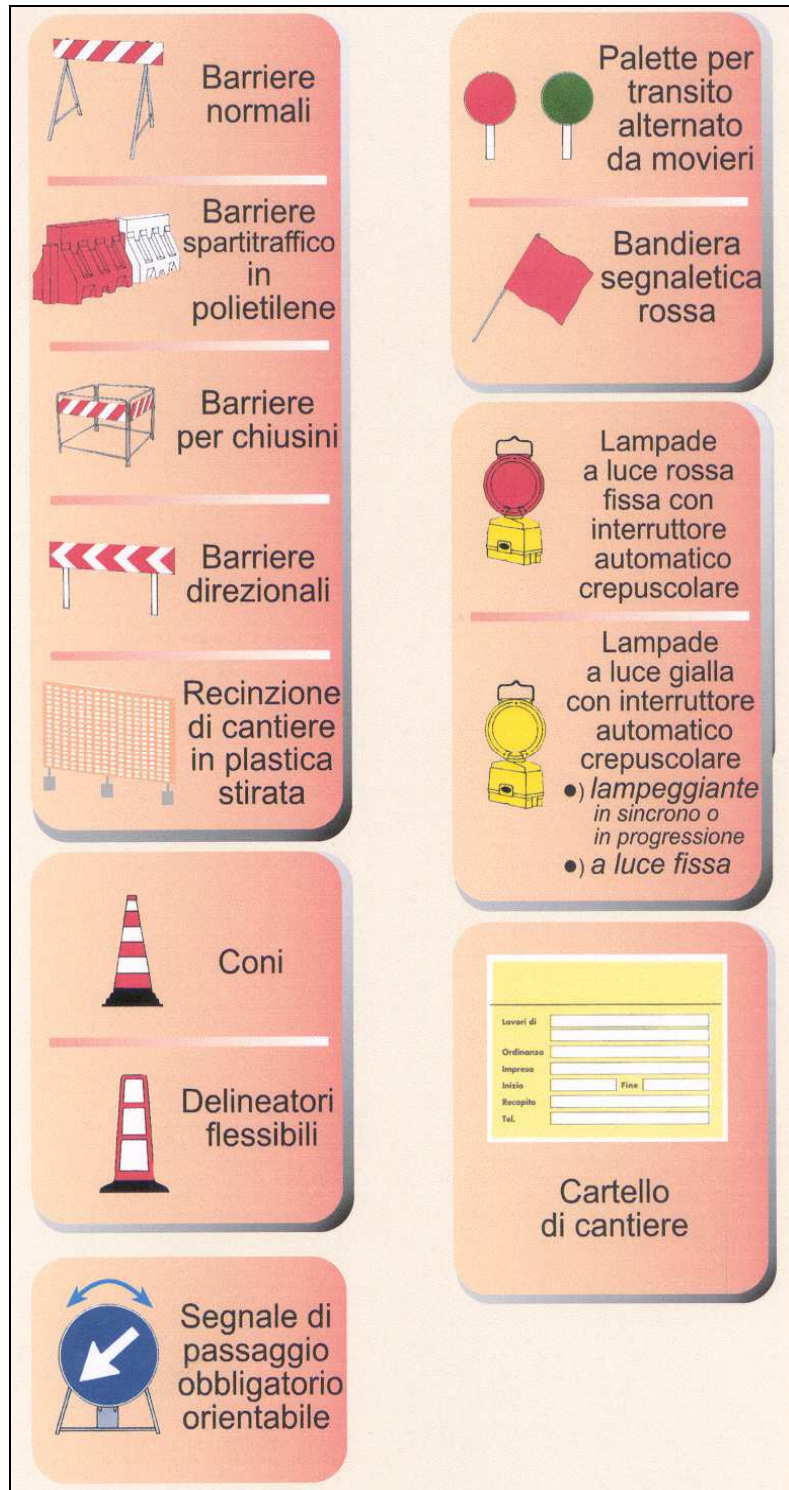 Barriere
normali
Barriere
spartitraffico
in
polietilene
Barriere
per chiusini
Barriere
direzionali
Recinzione
di cantiere
in plastica
stirata
Coni
Delineatori
flessibili
Segnale di
passaggio
obbligatorio
orientabile
Palette per
transito
alternato
da movieri
Bandiera
segnaletica
rossa
Lampade
a luce rossa
fissa con
interruttore
automatico
crepuscolare
Lampade
a luce gialla
con interruttore
automatico
crepuscolare
●) lampeggiante
in sincrono o
in progressione
●) a luce fissa
Lavori di
Ordinanza
Impresa
Inizio Fine
Recapito
Tel.
Cartello
di cantiere